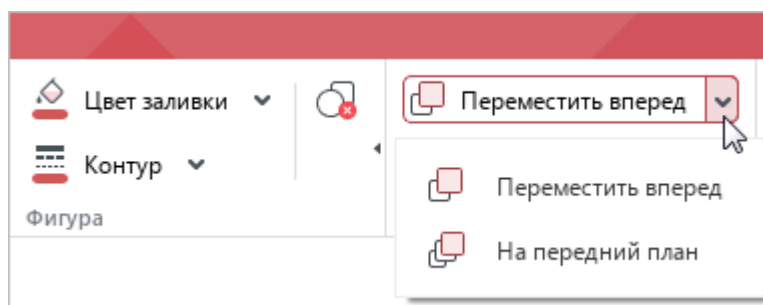 Цвет заливки
Переместить вперед
Контур
Фигура
Переместить вперед
На передний план